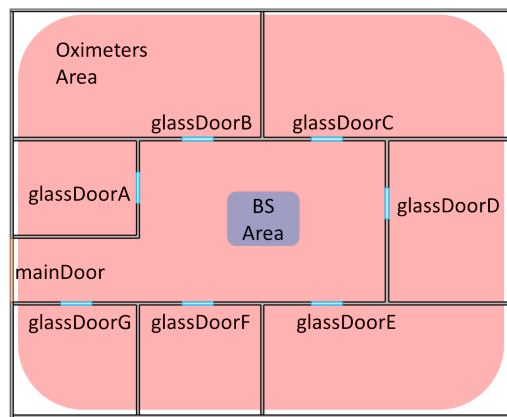 Oximeters
Area
glassDoorB
glassDoorC
glassDoorA
BS
Area
glassDoorD
mainDoor
glassDoorG
glassDoorF
glassDoorE